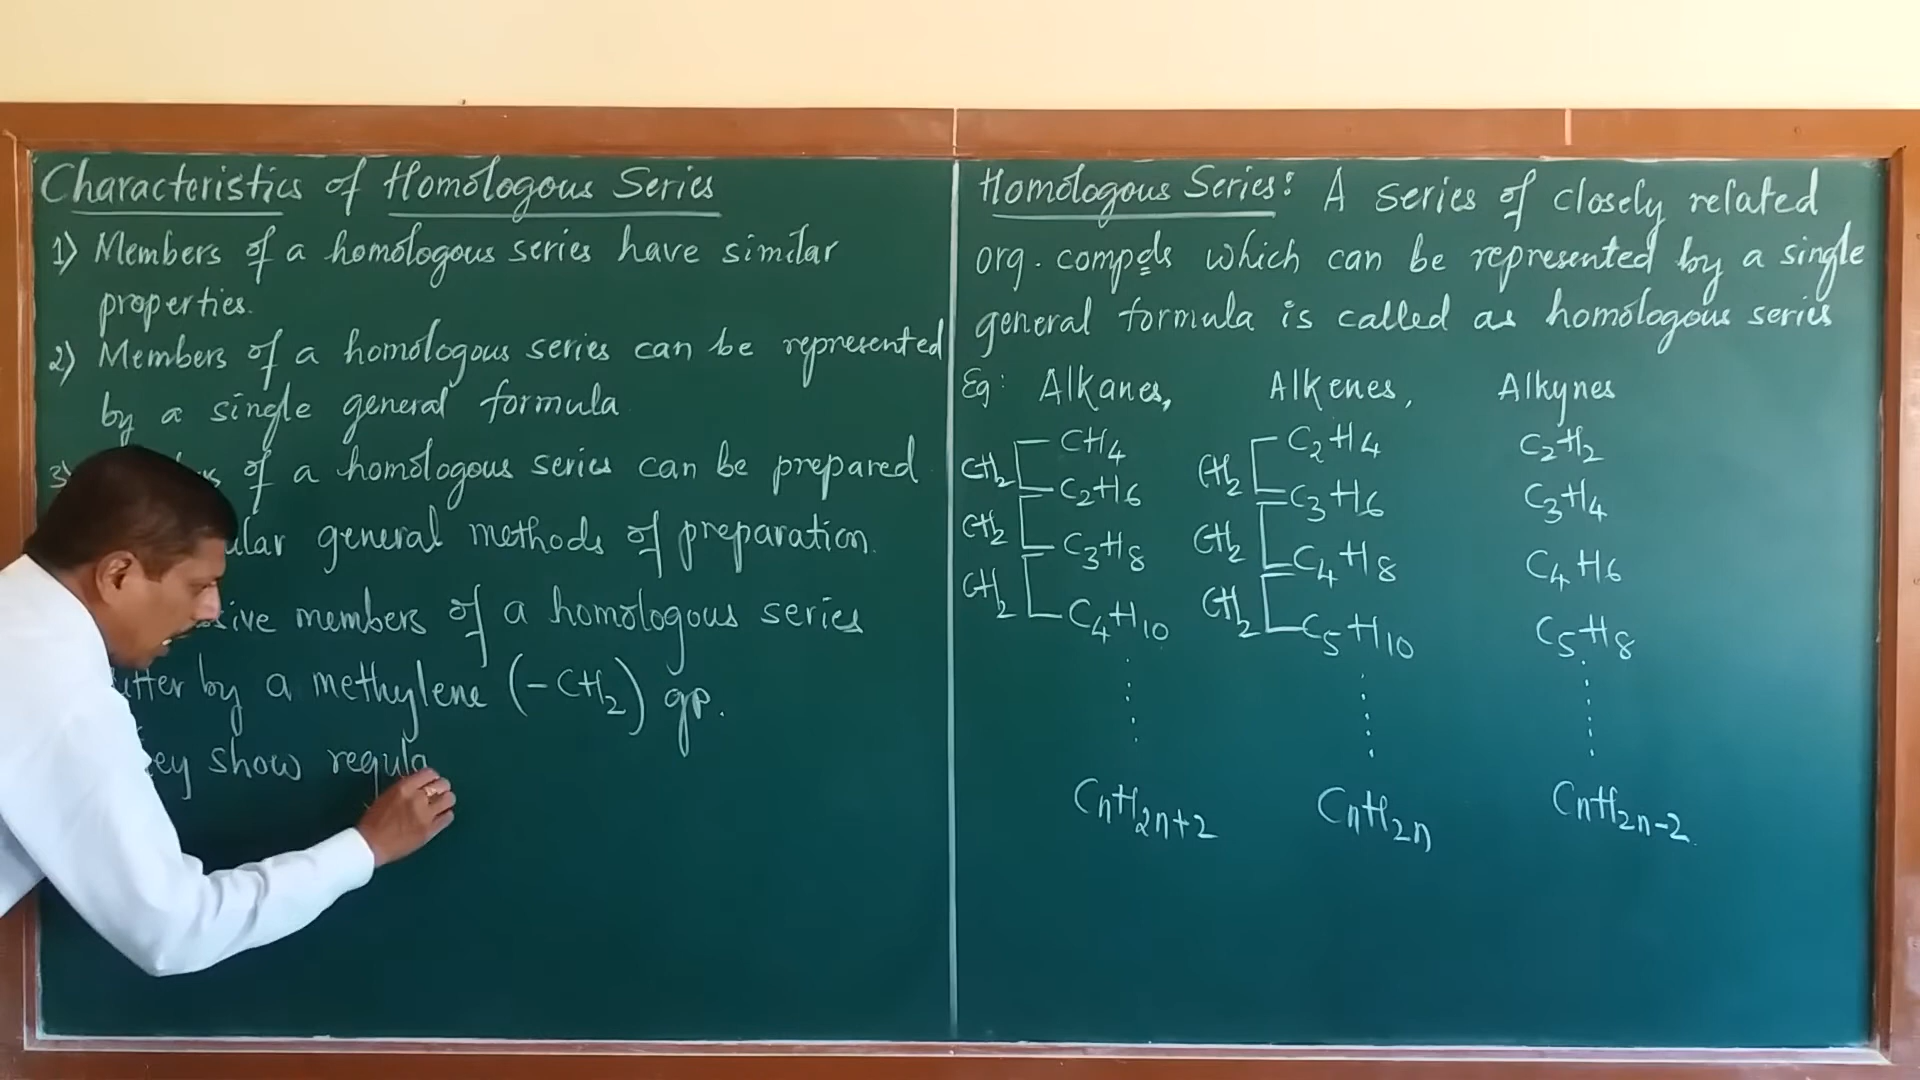 Characteristics of Homologous Series
1) Members of a homologous series have similar
properties.
2) Members of a homologous series can be represented
by a single general formula
3) of a homologous series can be prepared
general methods of preparation.
members of a homologous series
by a methylene (-CH₂) gp.
show regula
Homologous Series: A series of closely related
org. compds which can be represented by a single
general formula is called as homologous series
Eg: Alkanes, Alkenes, Alkynes
CH₄ C₂H₄ C₂H₂
CH₂ CH₂
C₂H₆ C₃H₆ C₃H₄
CH₂ CH₂
C₃H₈ C₄H₈ C₄H₆
CH₂ CH₂
C₄H₁₀ C₅H₁₀ C₅H₈
CₙH₂ₙ₊₂ CₙH₂ₙ CₙH₂ₙ₋₂